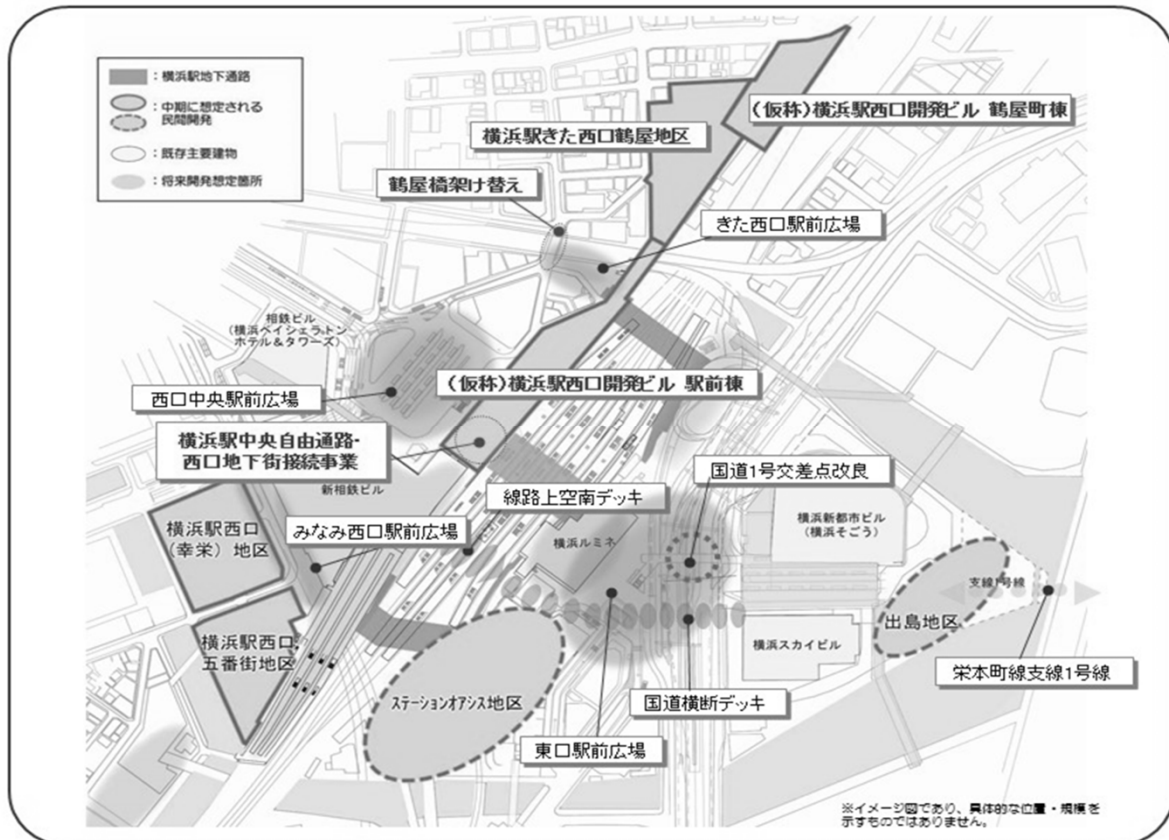 ：横浜駅地下通路
：中期に想定される
民間開発
：既存主要建物
：将来開発想定箇所
（仮称）横浜駅西口開発ビル 鶴屋町棟
横浜駅きた西口鶴屋地区
鶴屋橋架け替え
きた西口駅前広場
相鉄ビル
（横浜ベイシェラトン
ホテル＆タワーズ）
（仮称）横浜駅西口開発ビル 駅前棟
西口中央駅前広場
横浜駅中央自由通路・
西口地下街接続事業
新相鉄ビル
国道1号交差点改良
線路上空南デッキ
横浜駅西口
（幸栄）地区
みなみ西口駅前広場
横浜ルミネ
横浜新都市ビル
（横浜そごう）
支線1号線
出島地区
横浜駅西口
五番街地区
横浜スカイビル
栄本町線支線1号線
ステーションオアシス地区
国道横断デッキ
東口駅前広場
※イメージ図であり、具体的な位置・規模を
示すものではありません。